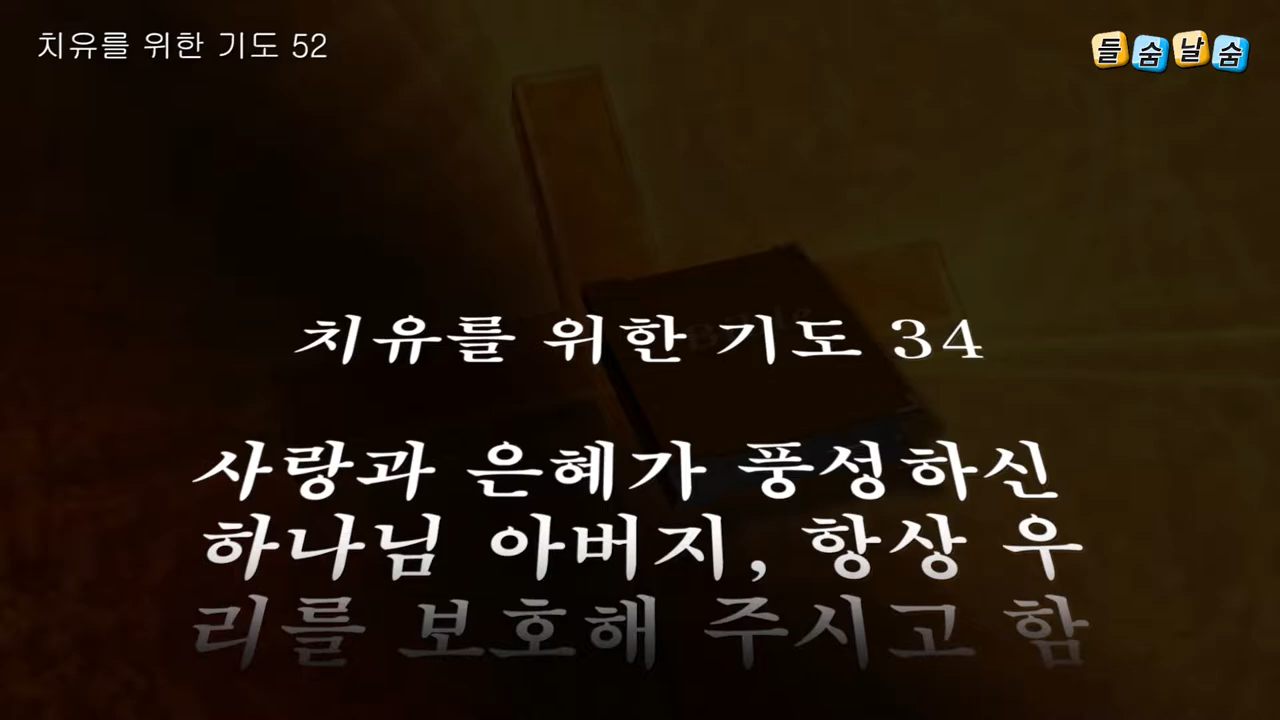 치유를 위한 기도 52
들숨날숨
치유를 위한 기도 34
사랑과 은혜가 풍성하신
하나님 아버지, 항상 우
리를 보호해 주시고 함